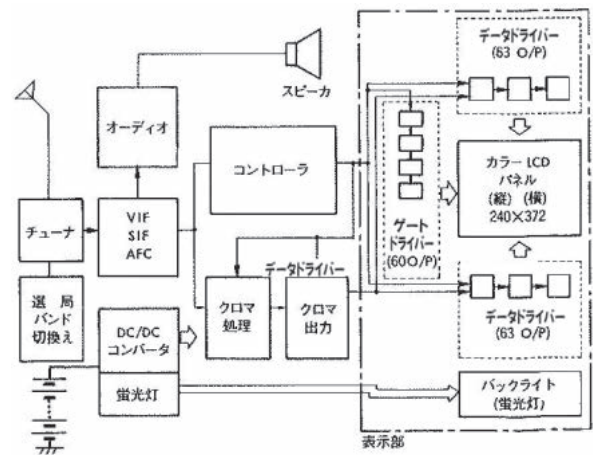 データドライバー
(63 O/P)
スピーカ
オーディオ
コントローラ
カラー LCD
パネル
(縦) (横)
240×372
チューナ
VIF
SIF
AFC
ゲート
ドライバー
(60O/P)
データドライバー
選局
バンド
切換え
DC/DC
コンバータ
クロマ
処理
クロマ
出力
データドライバー
(63 O/P)
蛍光灯
バックライト
(蛍光灯)
表示部